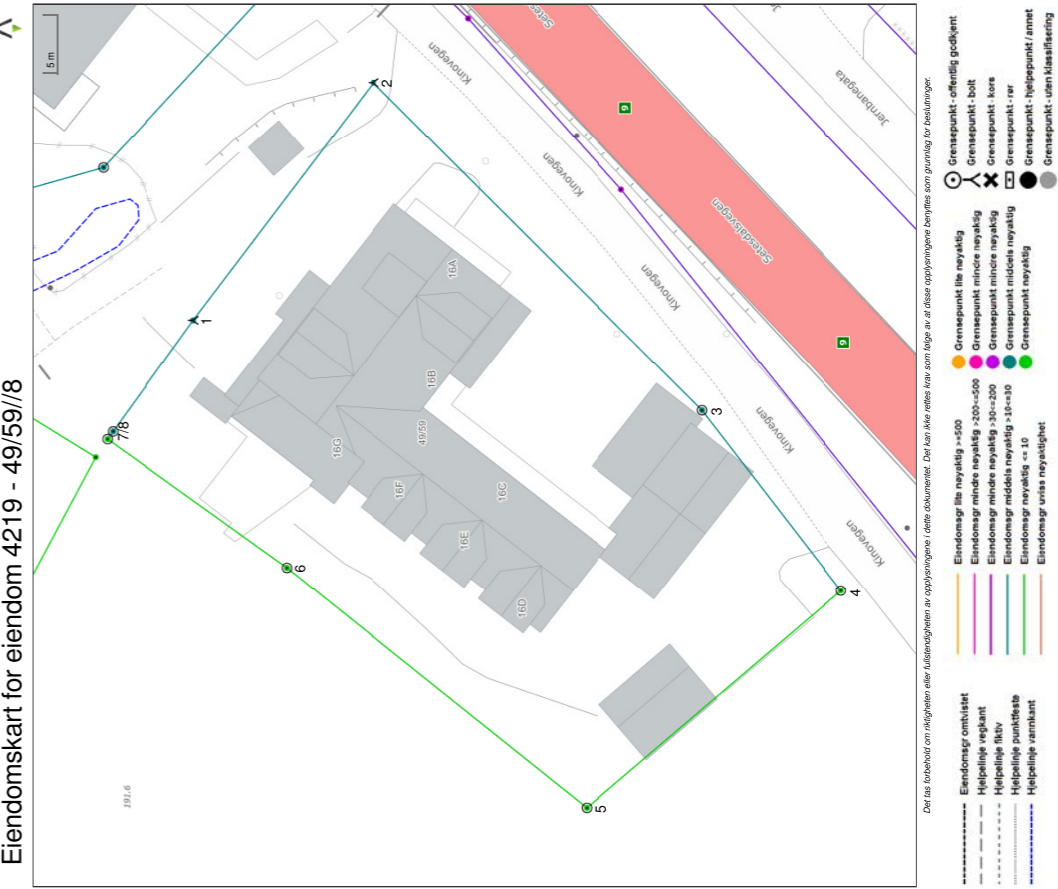 Eiendomskart for eiendom 4219 - 49/59//8
5 m
191.6
1
2
3
4
5
6
7/8
16A
16B
16C
16D
16E
16F
16G
49/59
Kinovegen
Kinovegen
Kinovegen
Kinovegen
Kinovegen
Kinovegen
Setesdalsvegen
Setes
9
9
Jernbanegata
Je
Det tas forbehold om riktigheten eller fullstendigheten av opplysningene i dette dokumentet. Det kan ikke rettes krav som følge av at disse opplysningene benyttes som grunnlag for beslutninger.
Eiendomsgr omtvistet
Hjelpelinje vegkant
Hjelpelinje fiktiv
Hjelpelinje punktfeste
Hjelpelinje vannkant
Eiendomsgr lite nøyaktig >=500
Eiendomsgr mindre nøyaktig >200<=500
Eiendomsgr mindre nøyaktig >30<=200
Eiendomsgr middels nøyaktig >10<=30
Eiendomsgr nøyaktig <= 10
Eiendomsgr uviss nøyaktighet
Grensepunkt lite nøyaktig
Grensepunkt mindre nøyaktig
Grensepunkt mindre nøyaktig
Grensepunkt middels nøyaktig
Grensepunkt nøyaktig
Grensepunkt - offentlig godkjent
Grensepunkt - bolt
Grensepunkt - kors
Grensepunkt - rør
Grensepunkt - hjelpepunkt / annet
Grensepunkt - uten klassifisering